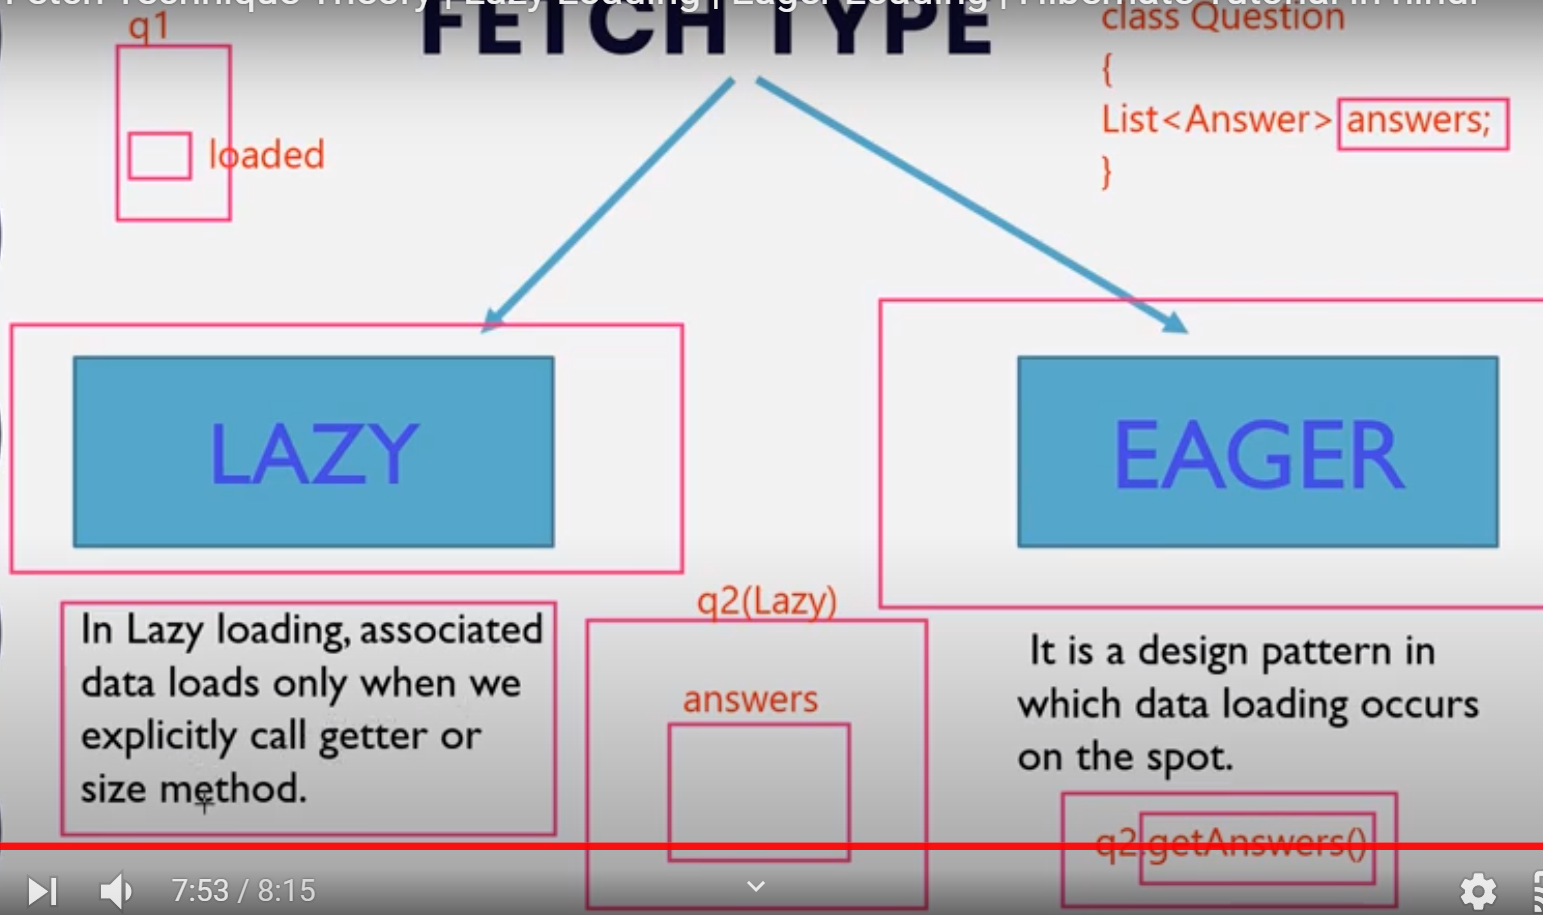 Fetch Technique Theory | Lazy Loading | Eager Loading | Hibernate Tutorial in hindi
q1
FETCH TYPE
class Question
{
List<Answer> answers;
}
loaded
LAZY
EAGER
In Lazy loading, associated
data loads only when we
explicitly call getter or
size method.
q2(Lazy)
answers
It is a design pattern in
which data loading occurs
on the spot.
q2.getAnswers()
7:53 / 8:15